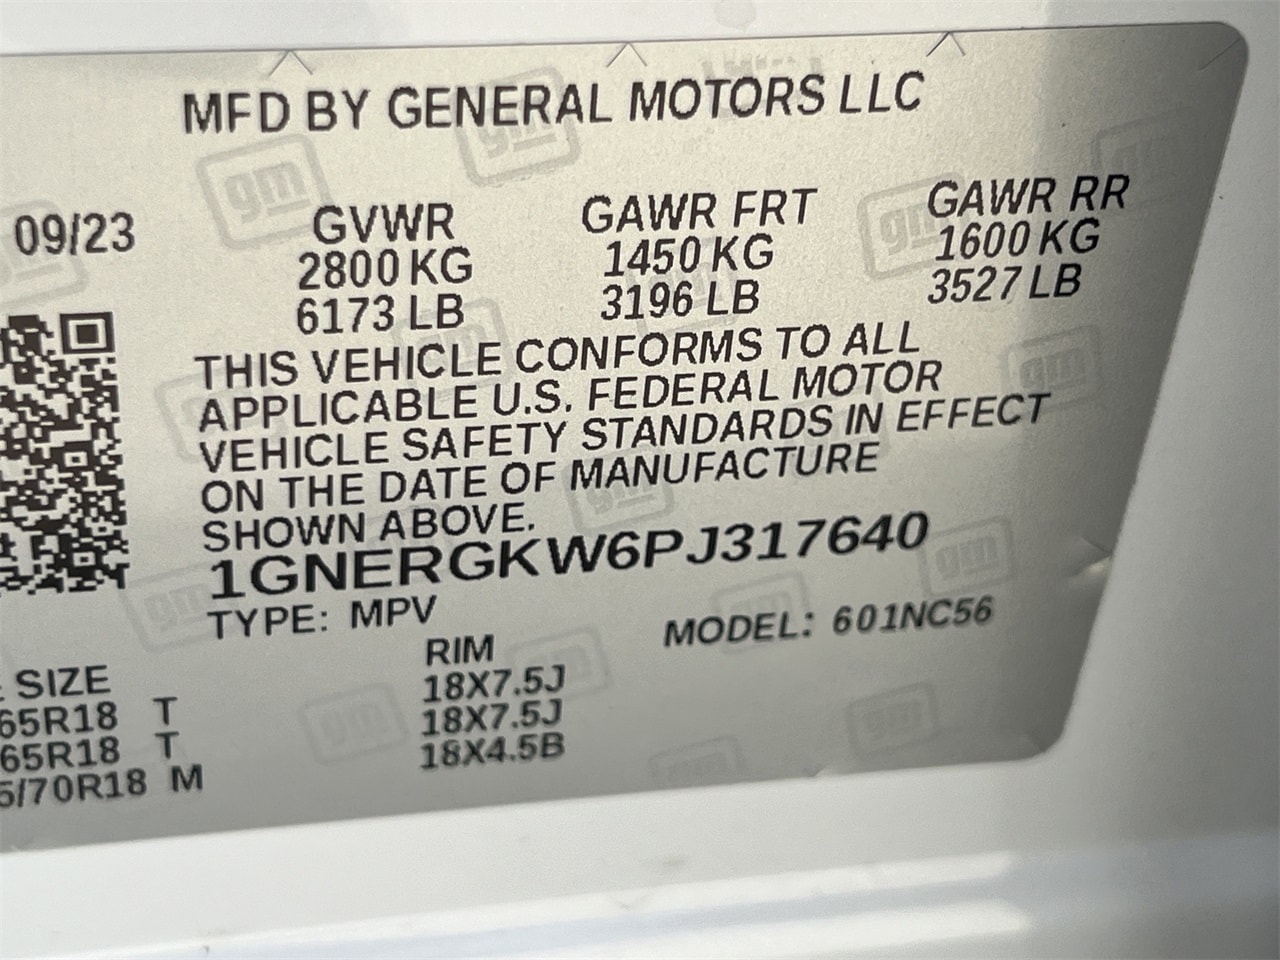 MFD BY GENERAL MOTORS LLC
09/23 GVWR GAWR FRT GAWR RR
2800 KG 1450 KG 1600 KG
6173 LB 3196 LB 3527 LB
THIS VEHICLE CONFORMS TO ALL
APPLICABLE U.S. FEDERAL MOTOR
VEHICLE SAFETY STANDARDS IN EFFECT
ON THE DATE OF MANUFACTURE
SHOWN ABOVE.
1GNERGKW6PJ317640
TYPE: MPV MODEL: 601NC56
SIZE RIM
65R18 T 18X7.5J
65R18 T 18X7.5J
5/70R18 M 18X4.5B